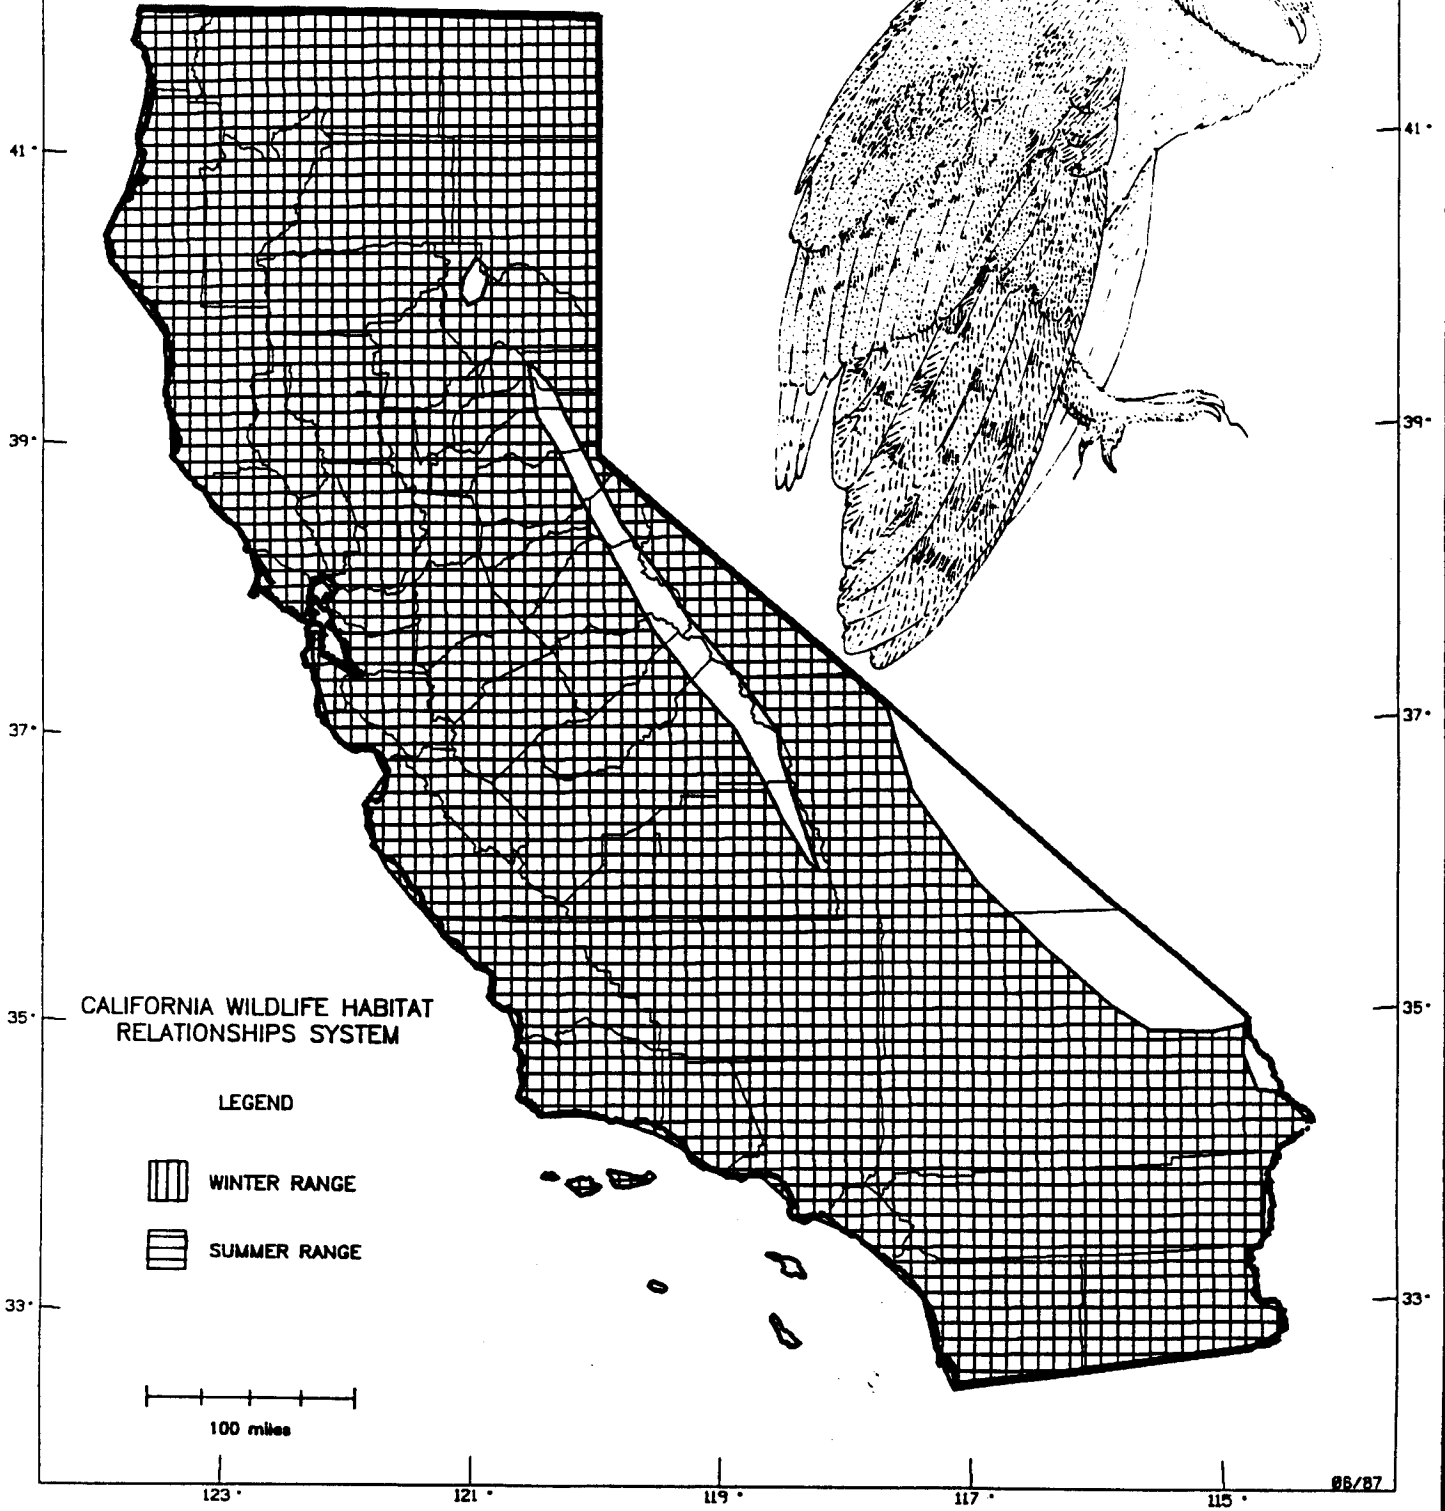 41°
41°
39°
39°
37°
37°
35°
35°
CALIFORNIA WILDLIFE HABITAT
RELATIONSHIPS SYSTEM
LEGEND
WINTER RANGE
SUMMER RANGE
33°
33°
100 miles
06/87
123°
121°
119°
117°
115°